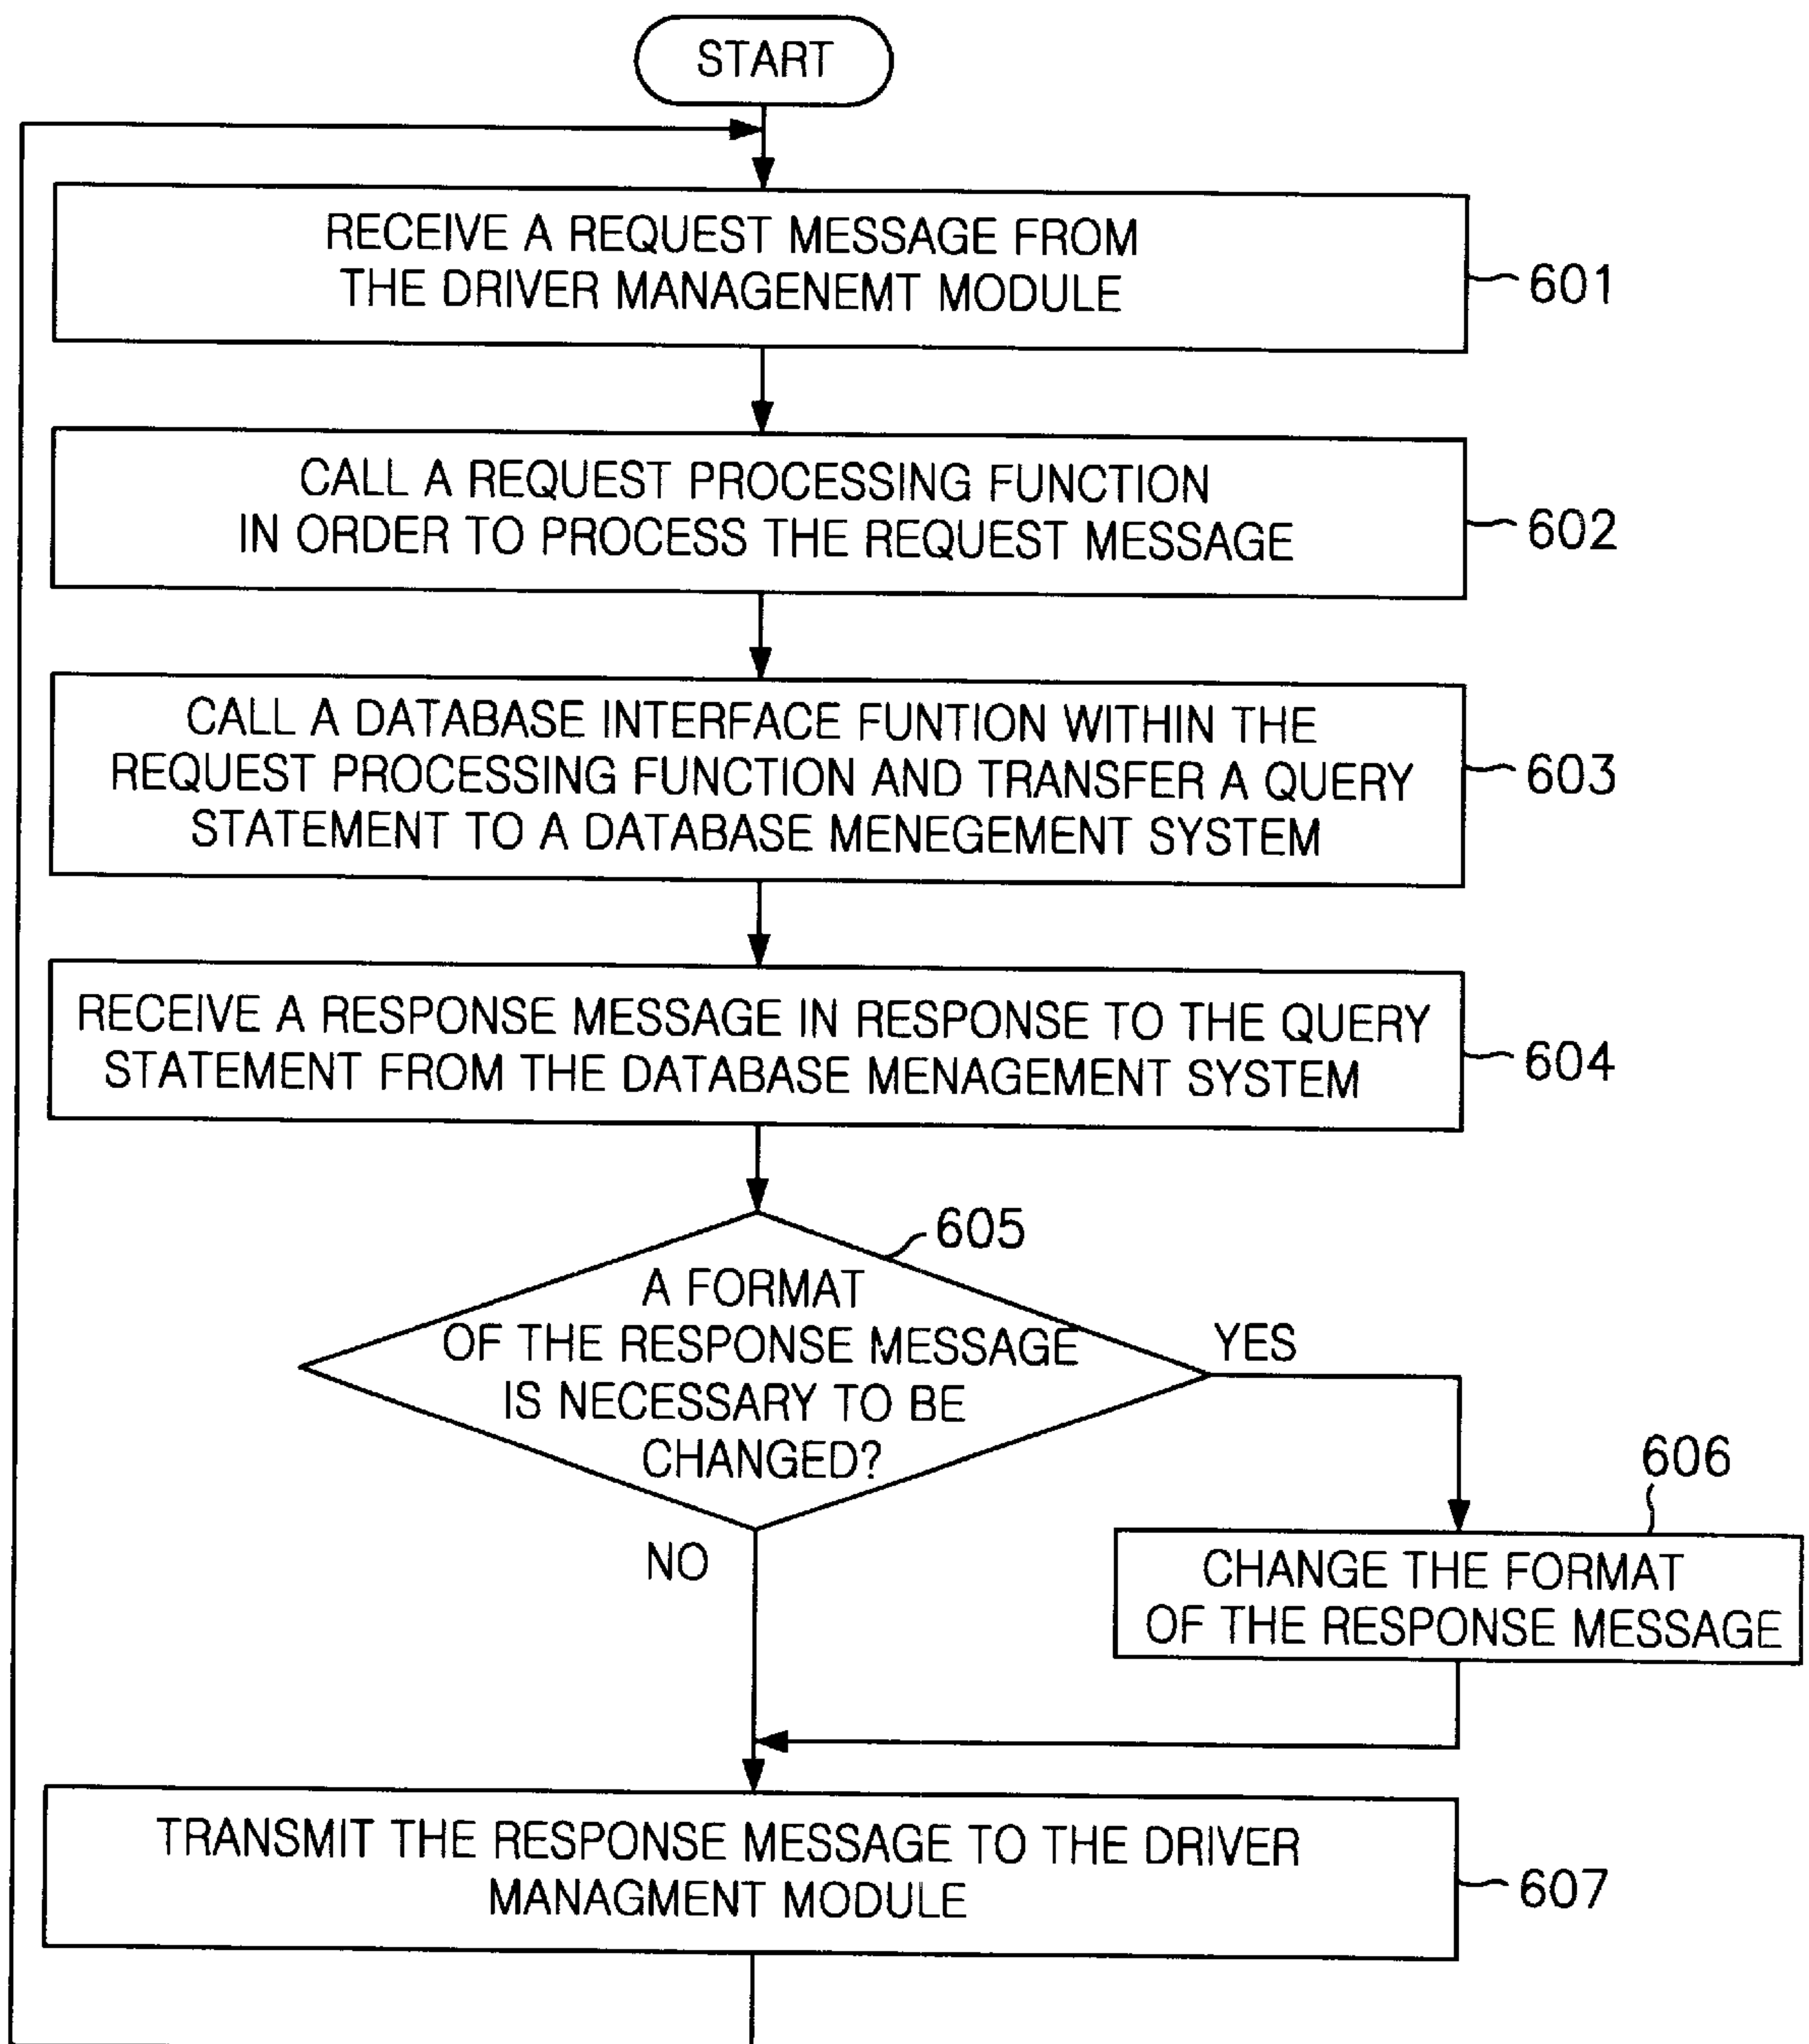 START
RECEIVE A REQUEST MESSAGE FROM
THE DRIVER MANAGENEMT MODULE
601
CALL A REQUEST PROCESSING FUNCTION
IN ORDER TO PROCESS THE REQUEST MESSAGE
602
CALL A DATABASE INTERFACE FUNTION WITHIN THE
REQUEST PROCESSING FUNCTION AND TRANSFER A QUERY
STATEMENT TO A DATABASE MENEGEMENT SYSTEM
603
RECEIVE A RESPONSE MESSAGE IN RESPONSE TO THE QUERY
STATEMENT FROM THE DATABASE MENAGEMENT SYSTEM
604
605
A FORMAT
OF THE RESPONSE MESSAGE
IS NECESSARY TO BE
CHANGED?
YES
NO
606
CHANGE THE FORMAT
OF THE RESPONSE MESSAGE
TRANSMIT THE RESPONSE MESSAGE TO THE DRIVER
MANAGMENT MODULE
607